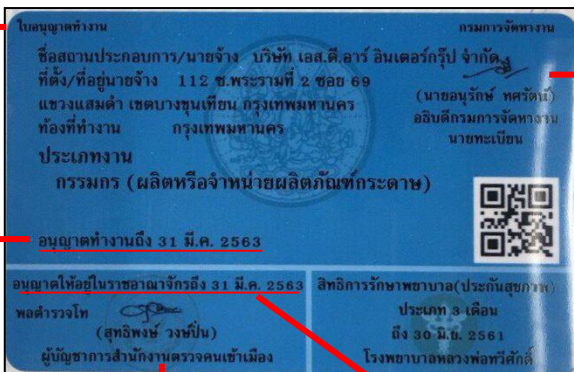 ใบอนุญาตทำงาน
กรมการจัดหางาน
ชื่อสถานประกอบการ/นายจ้าง บริษัท เอส.ดี.อาร์ อินเตอร์กรุ๊ป จำกัด
ที่ตั้ง/ที่อยู่นายจ้าง 112 ซ.พระรามที่ 2 ซอย 69
แขวงแสมดำ เขตบางขุนเทียน กรุงเทพมหานคร
ท้องที่ทำงาน กรุงเทพมหานคร
(นายอนุรักษ์ ทศรัตน์)
อธิบดีกรมการจัดหางาน
นายทะเบียน
ประเภทงาน
กรรมกร (ผลิตหรือจำหน่ายผลิตภัณฑ์กระดาษ)
อนุญาตทำงานถึง 31 มี.ค. 2563
อนุญาตให้อยู่ในราชอาณาจักรถึง 31 มี.ค. 2563
พลตำรวจโท
(สุทธิพงษ์ วงษ์ปิ่น)
ผู้บัญชาการสำนักงานตรวจคนเข้าเมือง
สิทธิการรักษาพยาบาล(ประกันสุขภาพ)
ประเภท 3 เดือน
ถึง 30 มิ.ย. 2561
โรงพยาบาลหลวงพ่อทวีศักดิ์